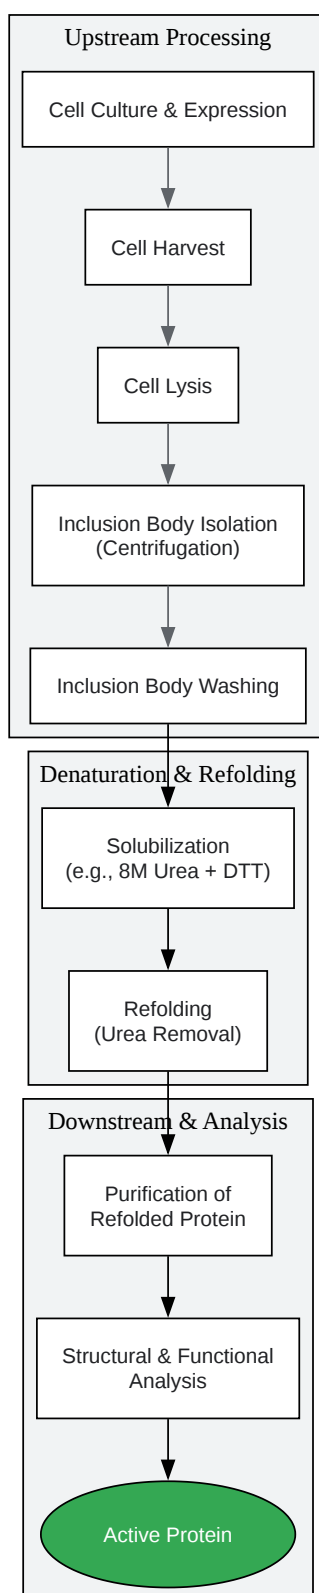 Upstream Processing
Cell Culture & Expression
Cell Harvest
Cell Lysis
Inclusion Body Isolation
(Centrifugation)
Inclusion Body Washing
Denaturation & Refolding
Solubilization
(e.g., 8M Urea + DTT)
Refolding
(Urea Removal)
Downstream & Analysis
Purification of
Refolded Protein
Structural & Functional
Analysis
Active Protein